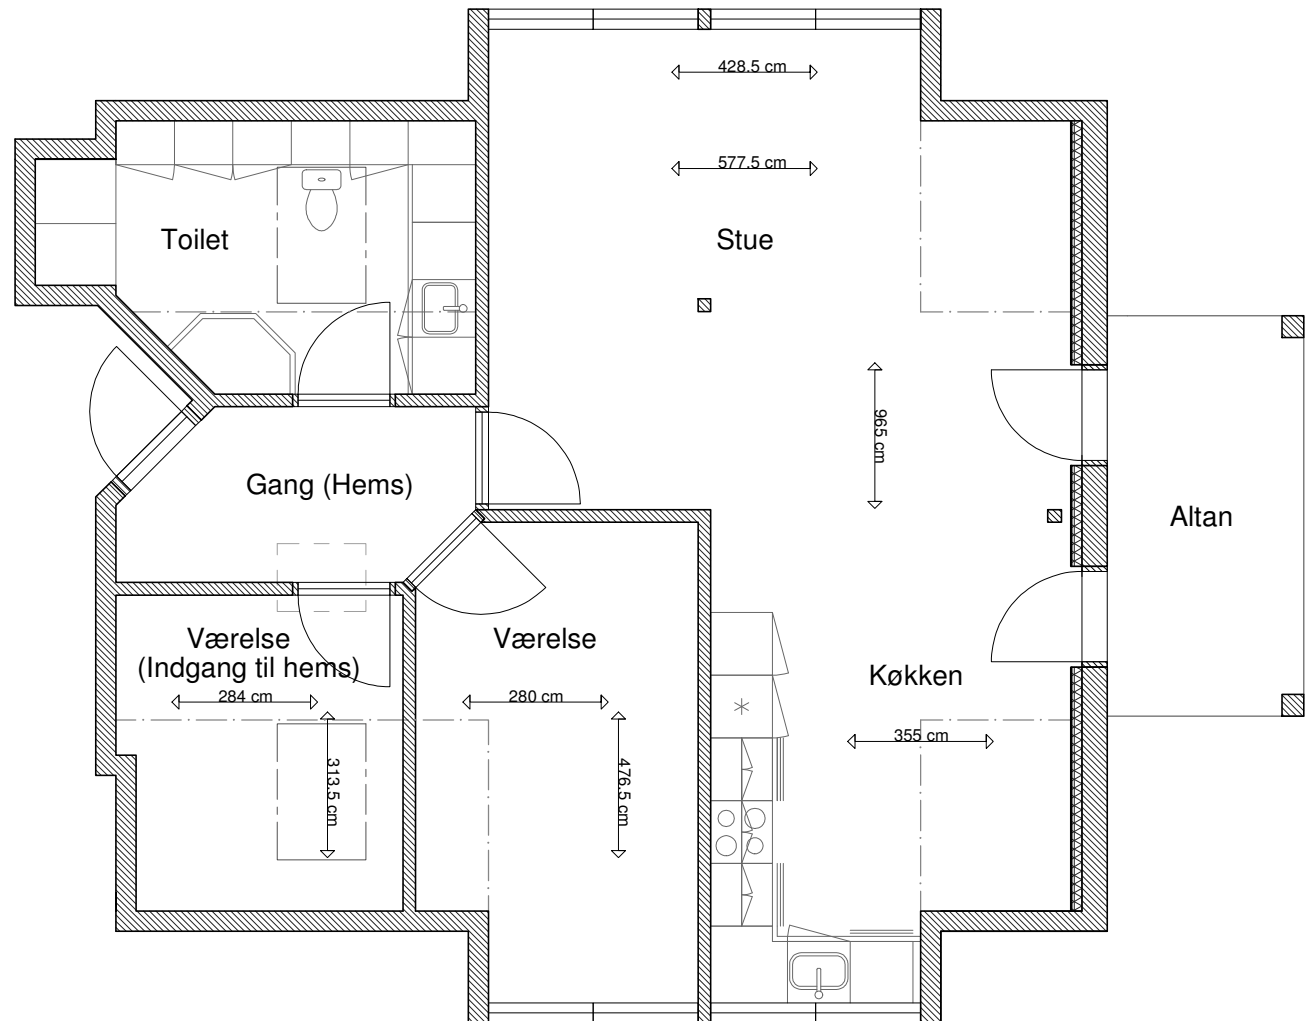 428.5 cm
577.5 cm
Toilet
Stue
965 cm
Gang (Hems)
Altan
Værelse
(Indgang til hems)
284 cm
313.5 cm
Værelse
280 cm
476.5 cm
Køkken
355 cm